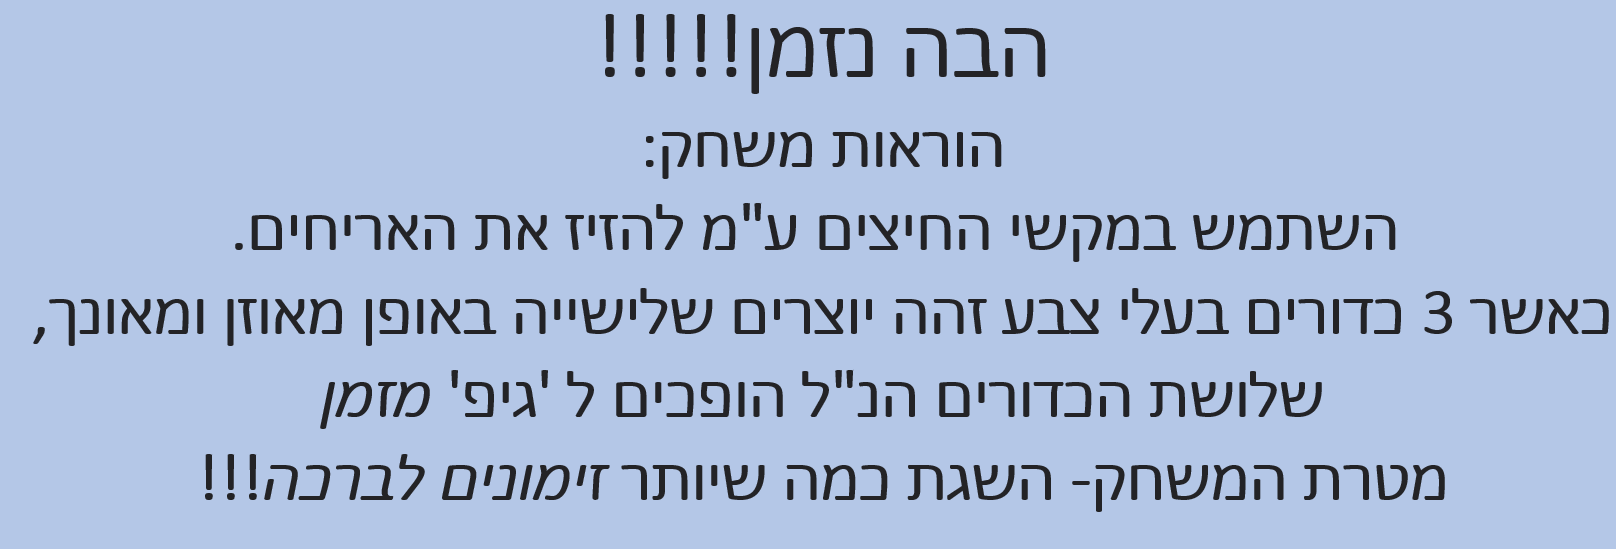 הבה נזמן!!!!!
הוראות משחק:
השתמש במקשי החיצים ע"מ להזיז את האריחים.
כאשר 3 כדורים בעלי צבע זהה יוצרים שלישייה באופן מאוזן ומאונך,
שלושת הכדורים הנ"ל הופכים ל 'גיפ' מזמן
מטרת המשחק- השגת כמה שיותר זימונים לברכה!!!